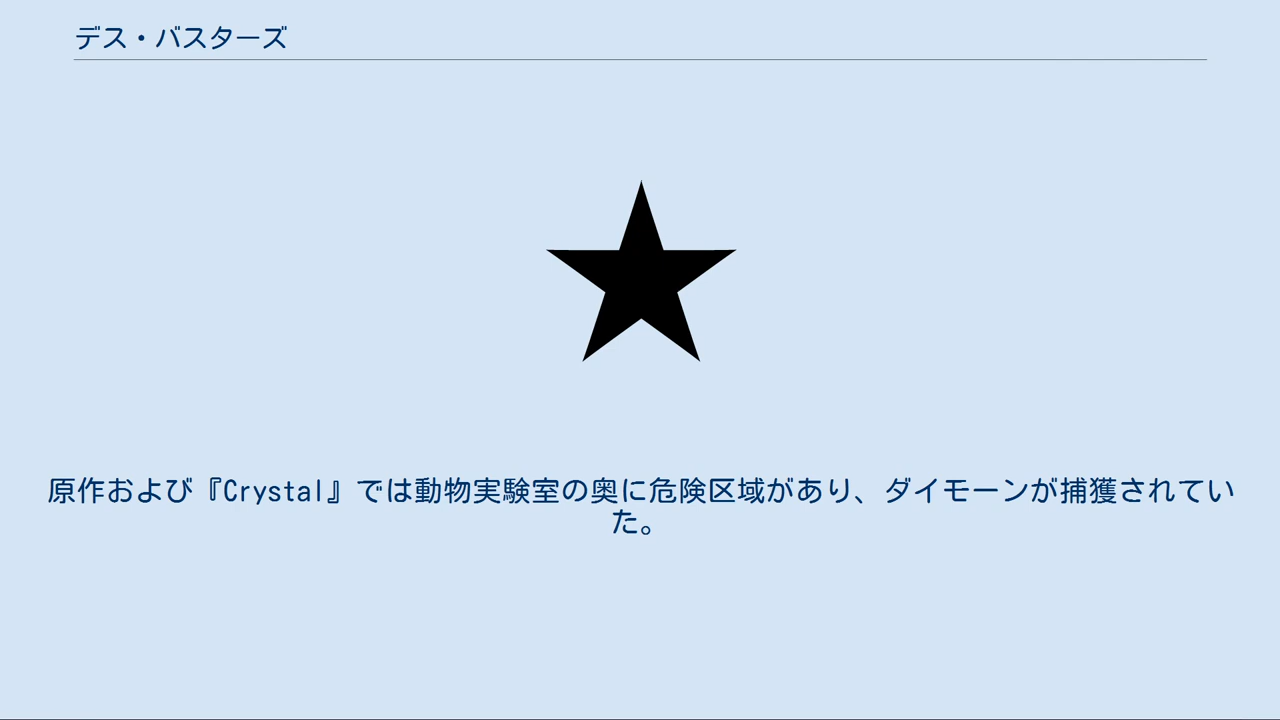 デス・バスターズ
原作および『Crystal』では動物実験室の奥に危険区域があり、ダイモーンが捕獲されてい
た。